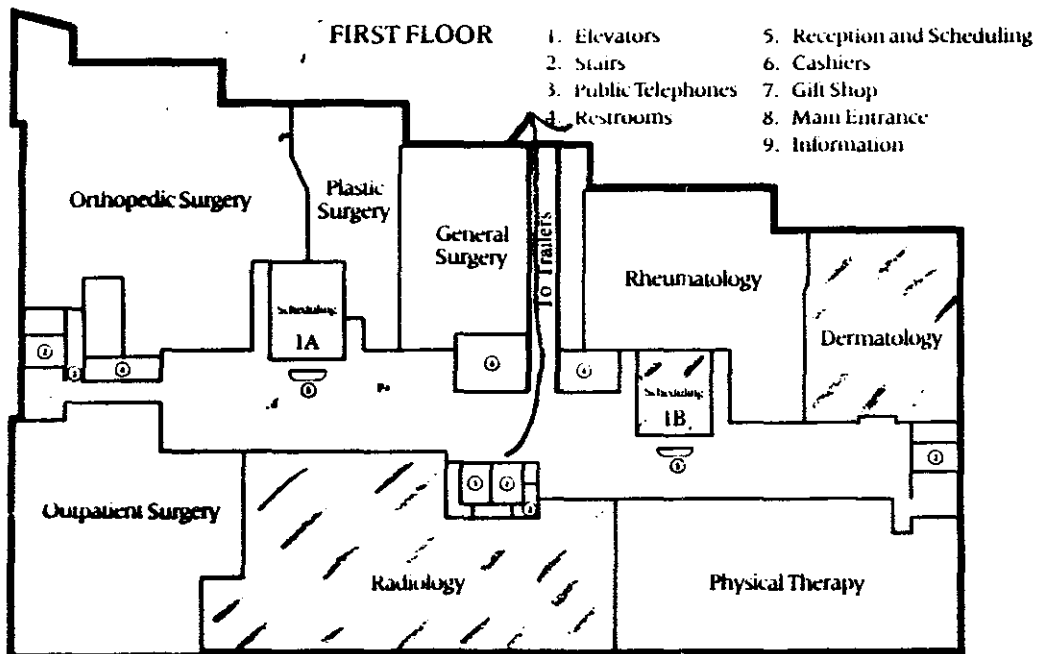 FIRST FLOOR
1. Elevators
2. Stairs
3. Public Telephones
4. Restrooms
5. Reception and Scheduling
6. Cashiers
7. Gift Shop
8. Main Entrance
9. Information
Orthopedic Surgery
Plastic
Surgery
General
Surgery
To Trailers
Rheumatology
Dermatology
Scheduling
1A
Scheduling
1B
Outpatient Surgery
Radiology
Physical Therapy